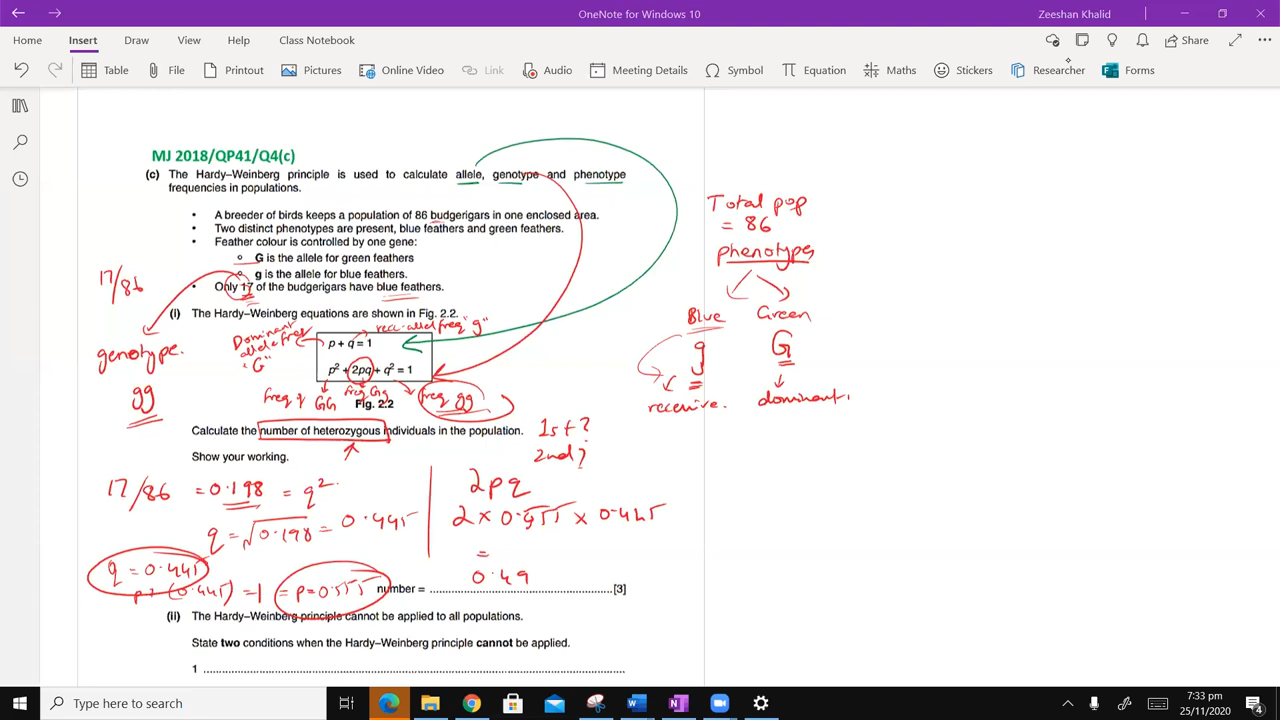 OneNote for Windows 10
Zeeshan Khalid
Home Insert Draw View Help Class Notebook
Share
Table File Printout Pictures Online Video Link Audio Meeting Details Symbol Equation Maths Stickers Researcher Forms
MJ 2018/QP41/Q4(c)
(c) The Hardy–Weinberg principle is used to calculate allele, genotype and phenotype
frequencies in populations.
• A breeder of birds keeps a population of 86 budgerigars in one enclosed area.
• Two distinct phenotypes are present, blue feathers and green feathers.
• Feather colour is controlled by one gene:
o G is the allele for green feathers
o g is the allele for blue feathers.
• Only 17 of the budgerigars have blue feathers.
17/86
(i) The Hardy–Weinberg equations are shown in Fig. 2.2.
genotype.
gg
Dominant
allele freq
"G"
rec. allel freq "g"
p + q = 1
p² + 2pq + q² = 1
freq of GG
freq Gg
freq gg
Fig. 2.2
Total pop
= 86
phenotypes
Blue Green
g G
recessive. dominant.
Calculate the number of heterozygous individuals in the population.
1st?
2nd?
Show your working.
17/86 = 0.198 = q²
q = √0.198 = 0.445
q = 0.445
p + (0.445) = 1 = p = 0.555
2pq
2 × 0.555 × 0.445
=
0.49
number = ............ [3]
(ii) The Hardy–Weinberg principle cannot be applied to all populations.
State two conditions when the Hardy–Weinberg principle cannot be applied.
1 ............
Type here to search
7:33 pm
25/11/2020
4